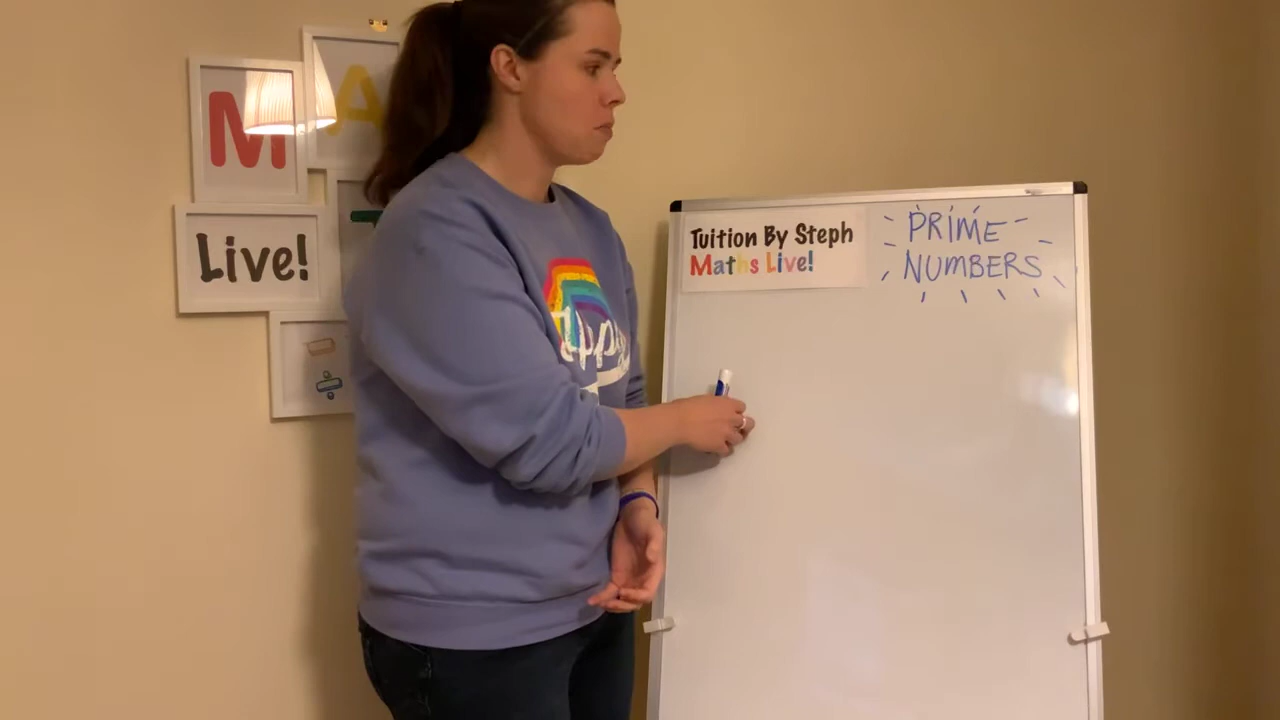 M A
Live!
÷
Tuition By Steph
Maths Live!
PRIME
NUMBERS